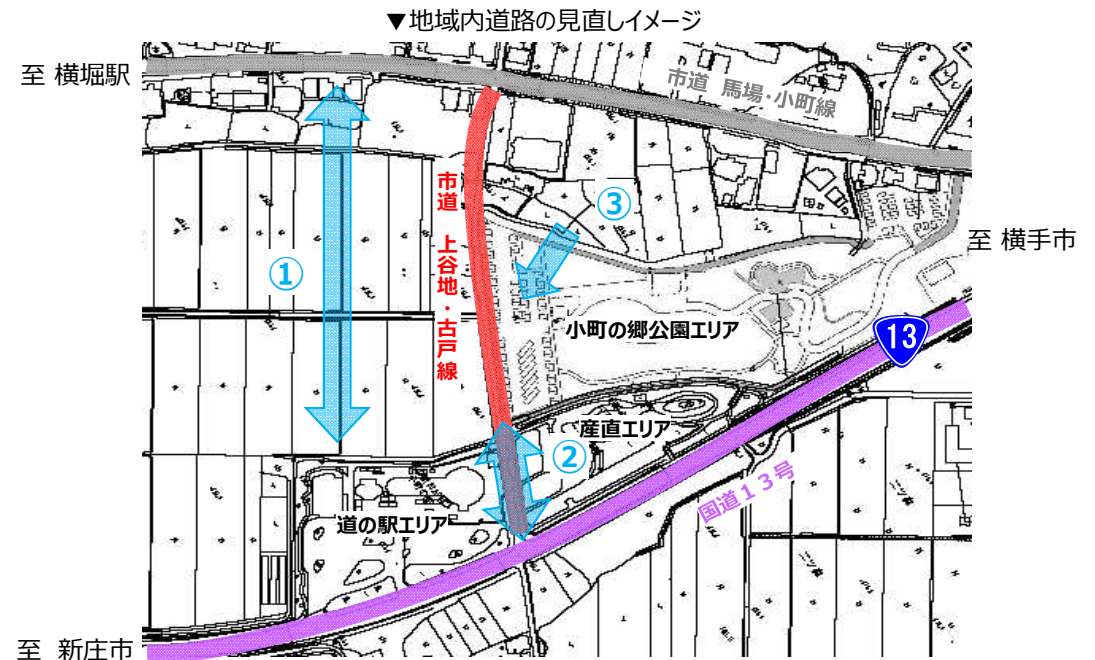 ▼地域内道路の見直しイメージ
至 横堀駅
市道 馬場・小町線
市道 上谷地・古戸線
③
至 横手市
①
小町の郷公園エリア
13
産直エリア
②
国道13号
道の駅エリア
至 新庄市